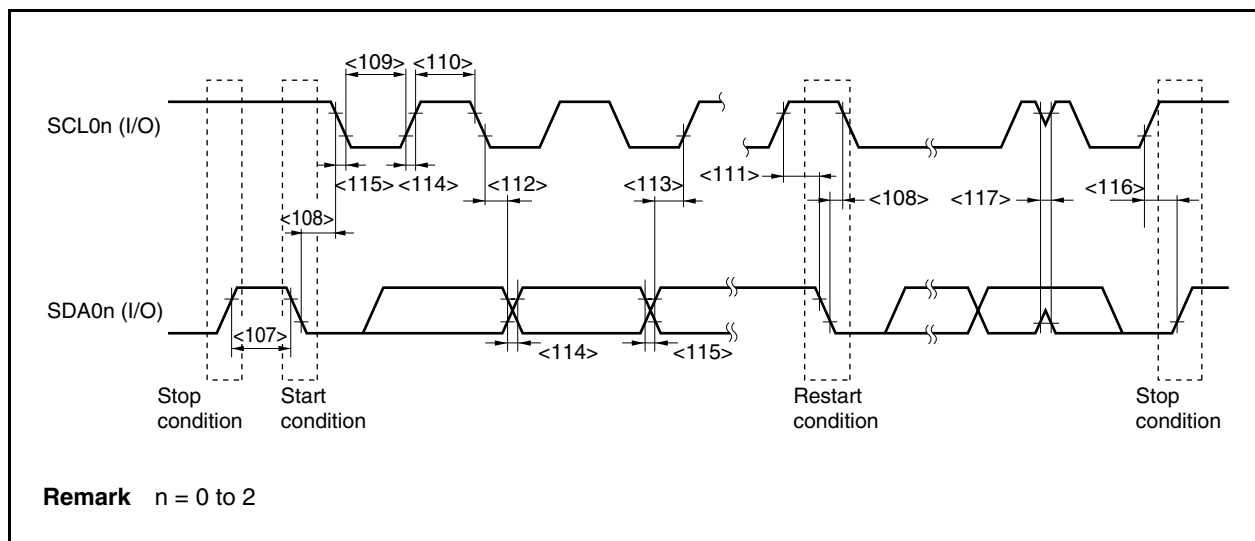 <109> <110>
SCL0n (I/O)
<115> <114> <112> <113> <111> <108> <117> <116>
<108>
SDA0n (I/O)
<107> <114> <115>
Stop
condition
Start
condition
Restart
condition
Stop
condition
Remark n = 0 to 2